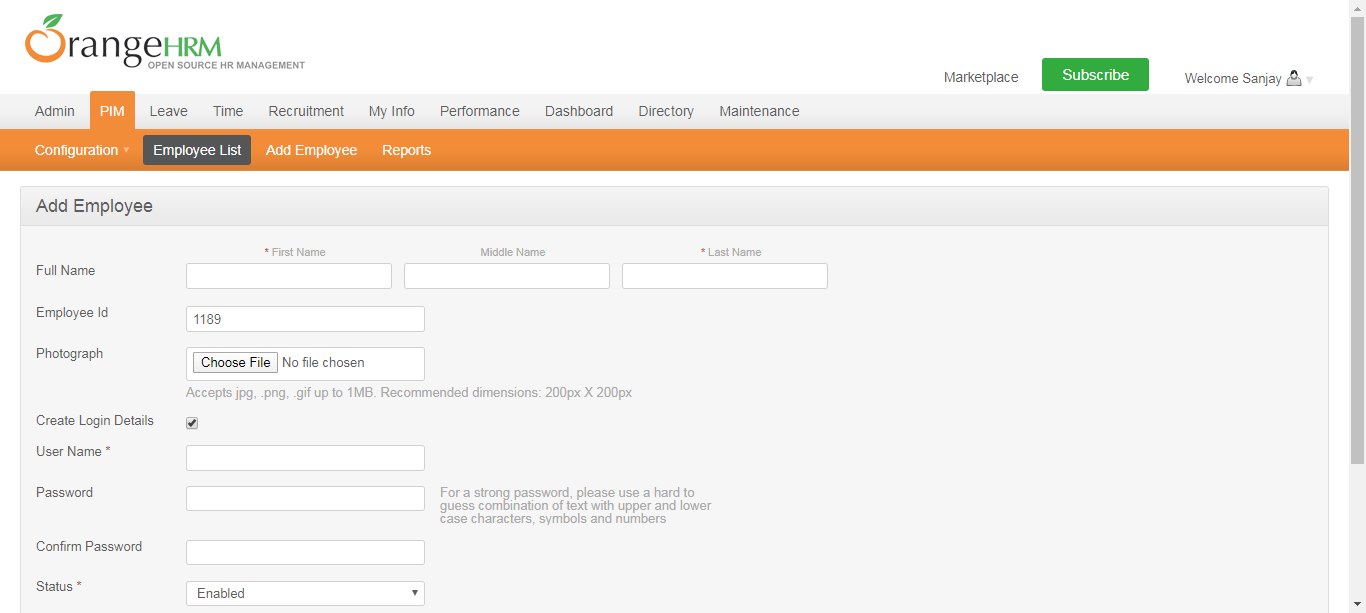 OrangeHRM
OPEN SOURCE HR MANAGEMENT
Marketplace
Subscribe
Welcome Sanjay
Admin PIM Leave Time Recruitment My Info Performance Dashboard Directory Maintenance
Configuration Employee List Add Employee Reports
Add Employee
* First Name Middle Name * Last Name
Full Name
Employee Id 1189
Photograph Choose File No file chosen
Accepts jpg, .png, .gif up to 1MB. Recommended dimensions: 200px X 200px
Create Login Details
User Name *
Password
For a strong password, please use a hard to
guess combination of text with upper and lower
case characters, symbols and numbers
Confirm Password
Status * Enabled